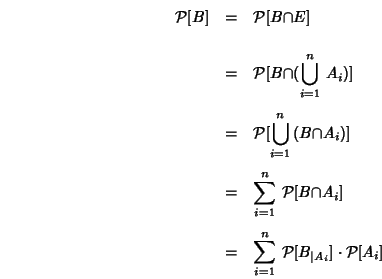 𝒫[B] = 𝒫[B∩E]
= 𝒫[B∩(⋃_{i=1}^{n} A_i)]
= 𝒫[⋃_{i=1}^{n} (B∩A_i)]
= ∑_{i=1}^{n} 𝒫[B∩A_i]
= ∑_{i=1}^{n} 𝒫[B_{|A_i}] · 𝒫[A_i]